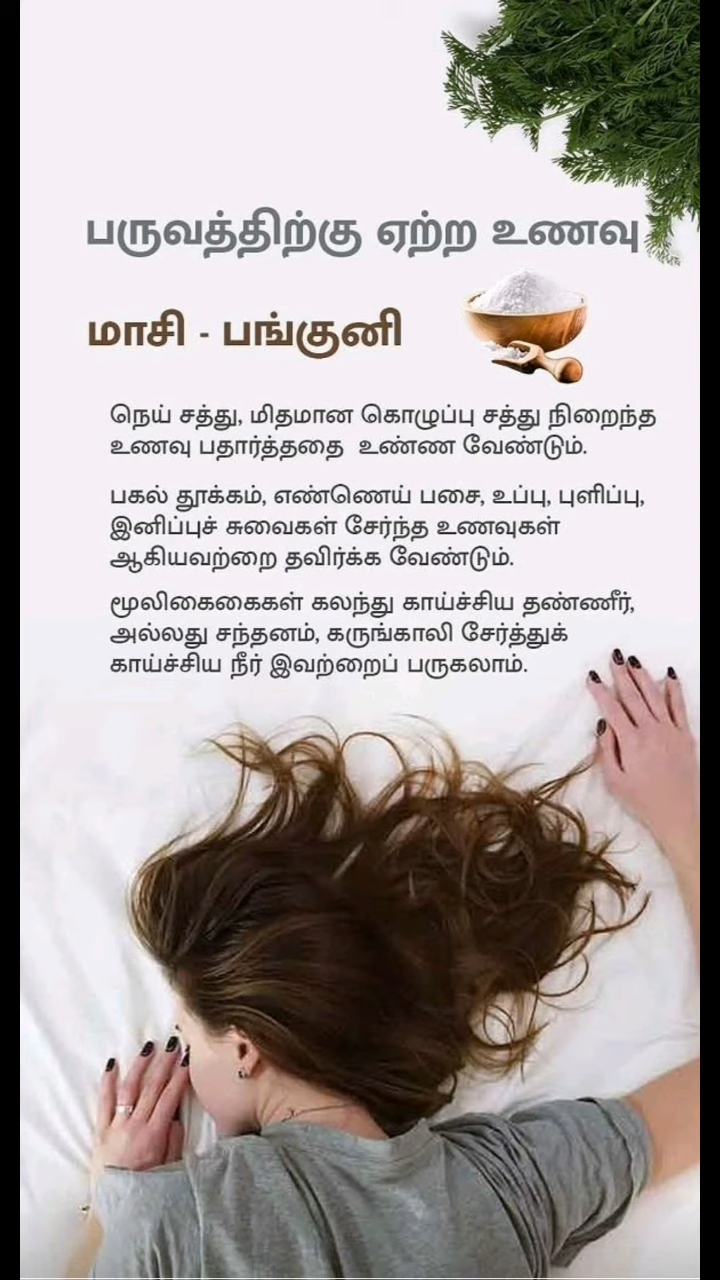 பருவத்திற்கு ஏற்ற உணவு
மாசி - பங்குனி
நெய் சத்து, மிதமான கொழுப்பு சத்து நிறைந்த
உணவு பதார்த்ததை உண்ண வேண்டும்.
பகல் தூக்கம், எண்ணெய் பசை, உப்பு, புளிப்பு,
இனிப்புச் சுவைகள் சேர்ந்த உணவுகள்
ஆகியவற்றை தவிர்க்க வேண்டும்.
மூலிகைகைகள் கலந்து காய்ச்சிய தண்ணீர்,
அல்லது சந்தனம், கருங்காலி சேர்த்துக்
காய்ச்சிய நீர் இவற்றைப் பருகலாம்.